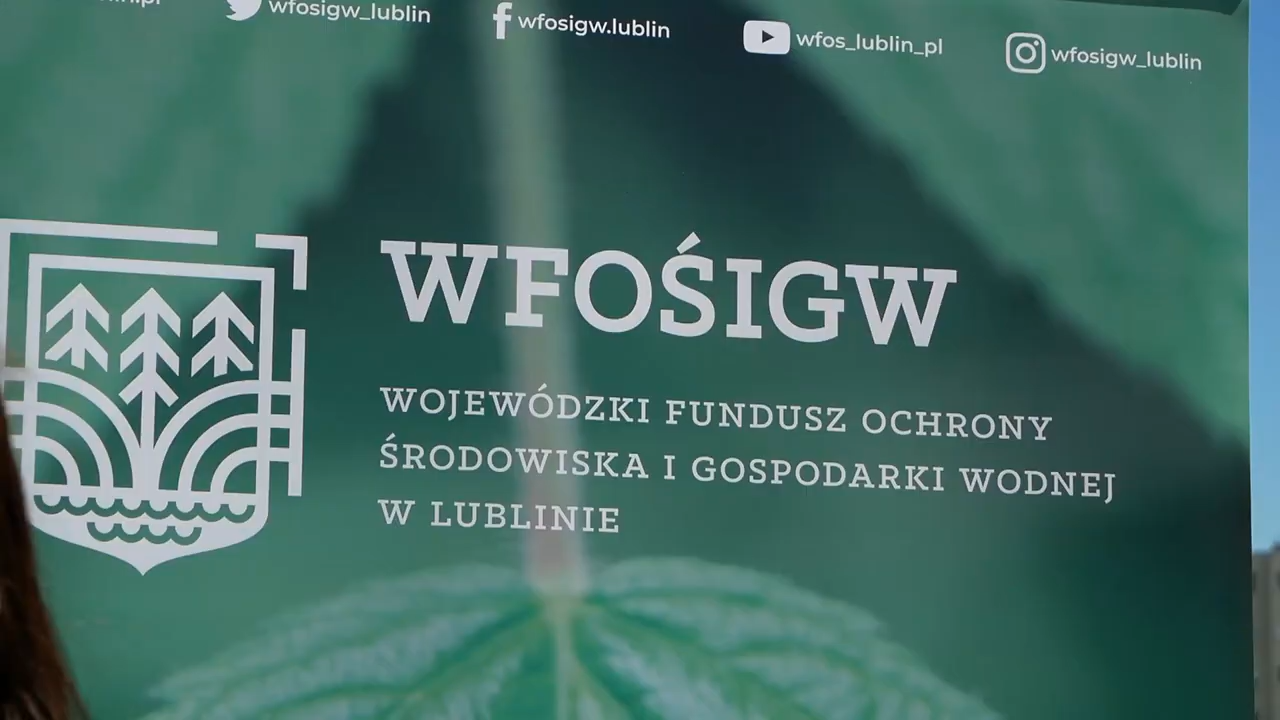 wfosigw_lublin
wfosigw.lublin
wfos_lublin_pl
wfosigw_lublin
WFOŚIGW
WOJEWÓDZKI FUNDUSZ OCHRONY
ŚRODOWISKA I GOSPODARKI WODNEJ
W LUBLINIE